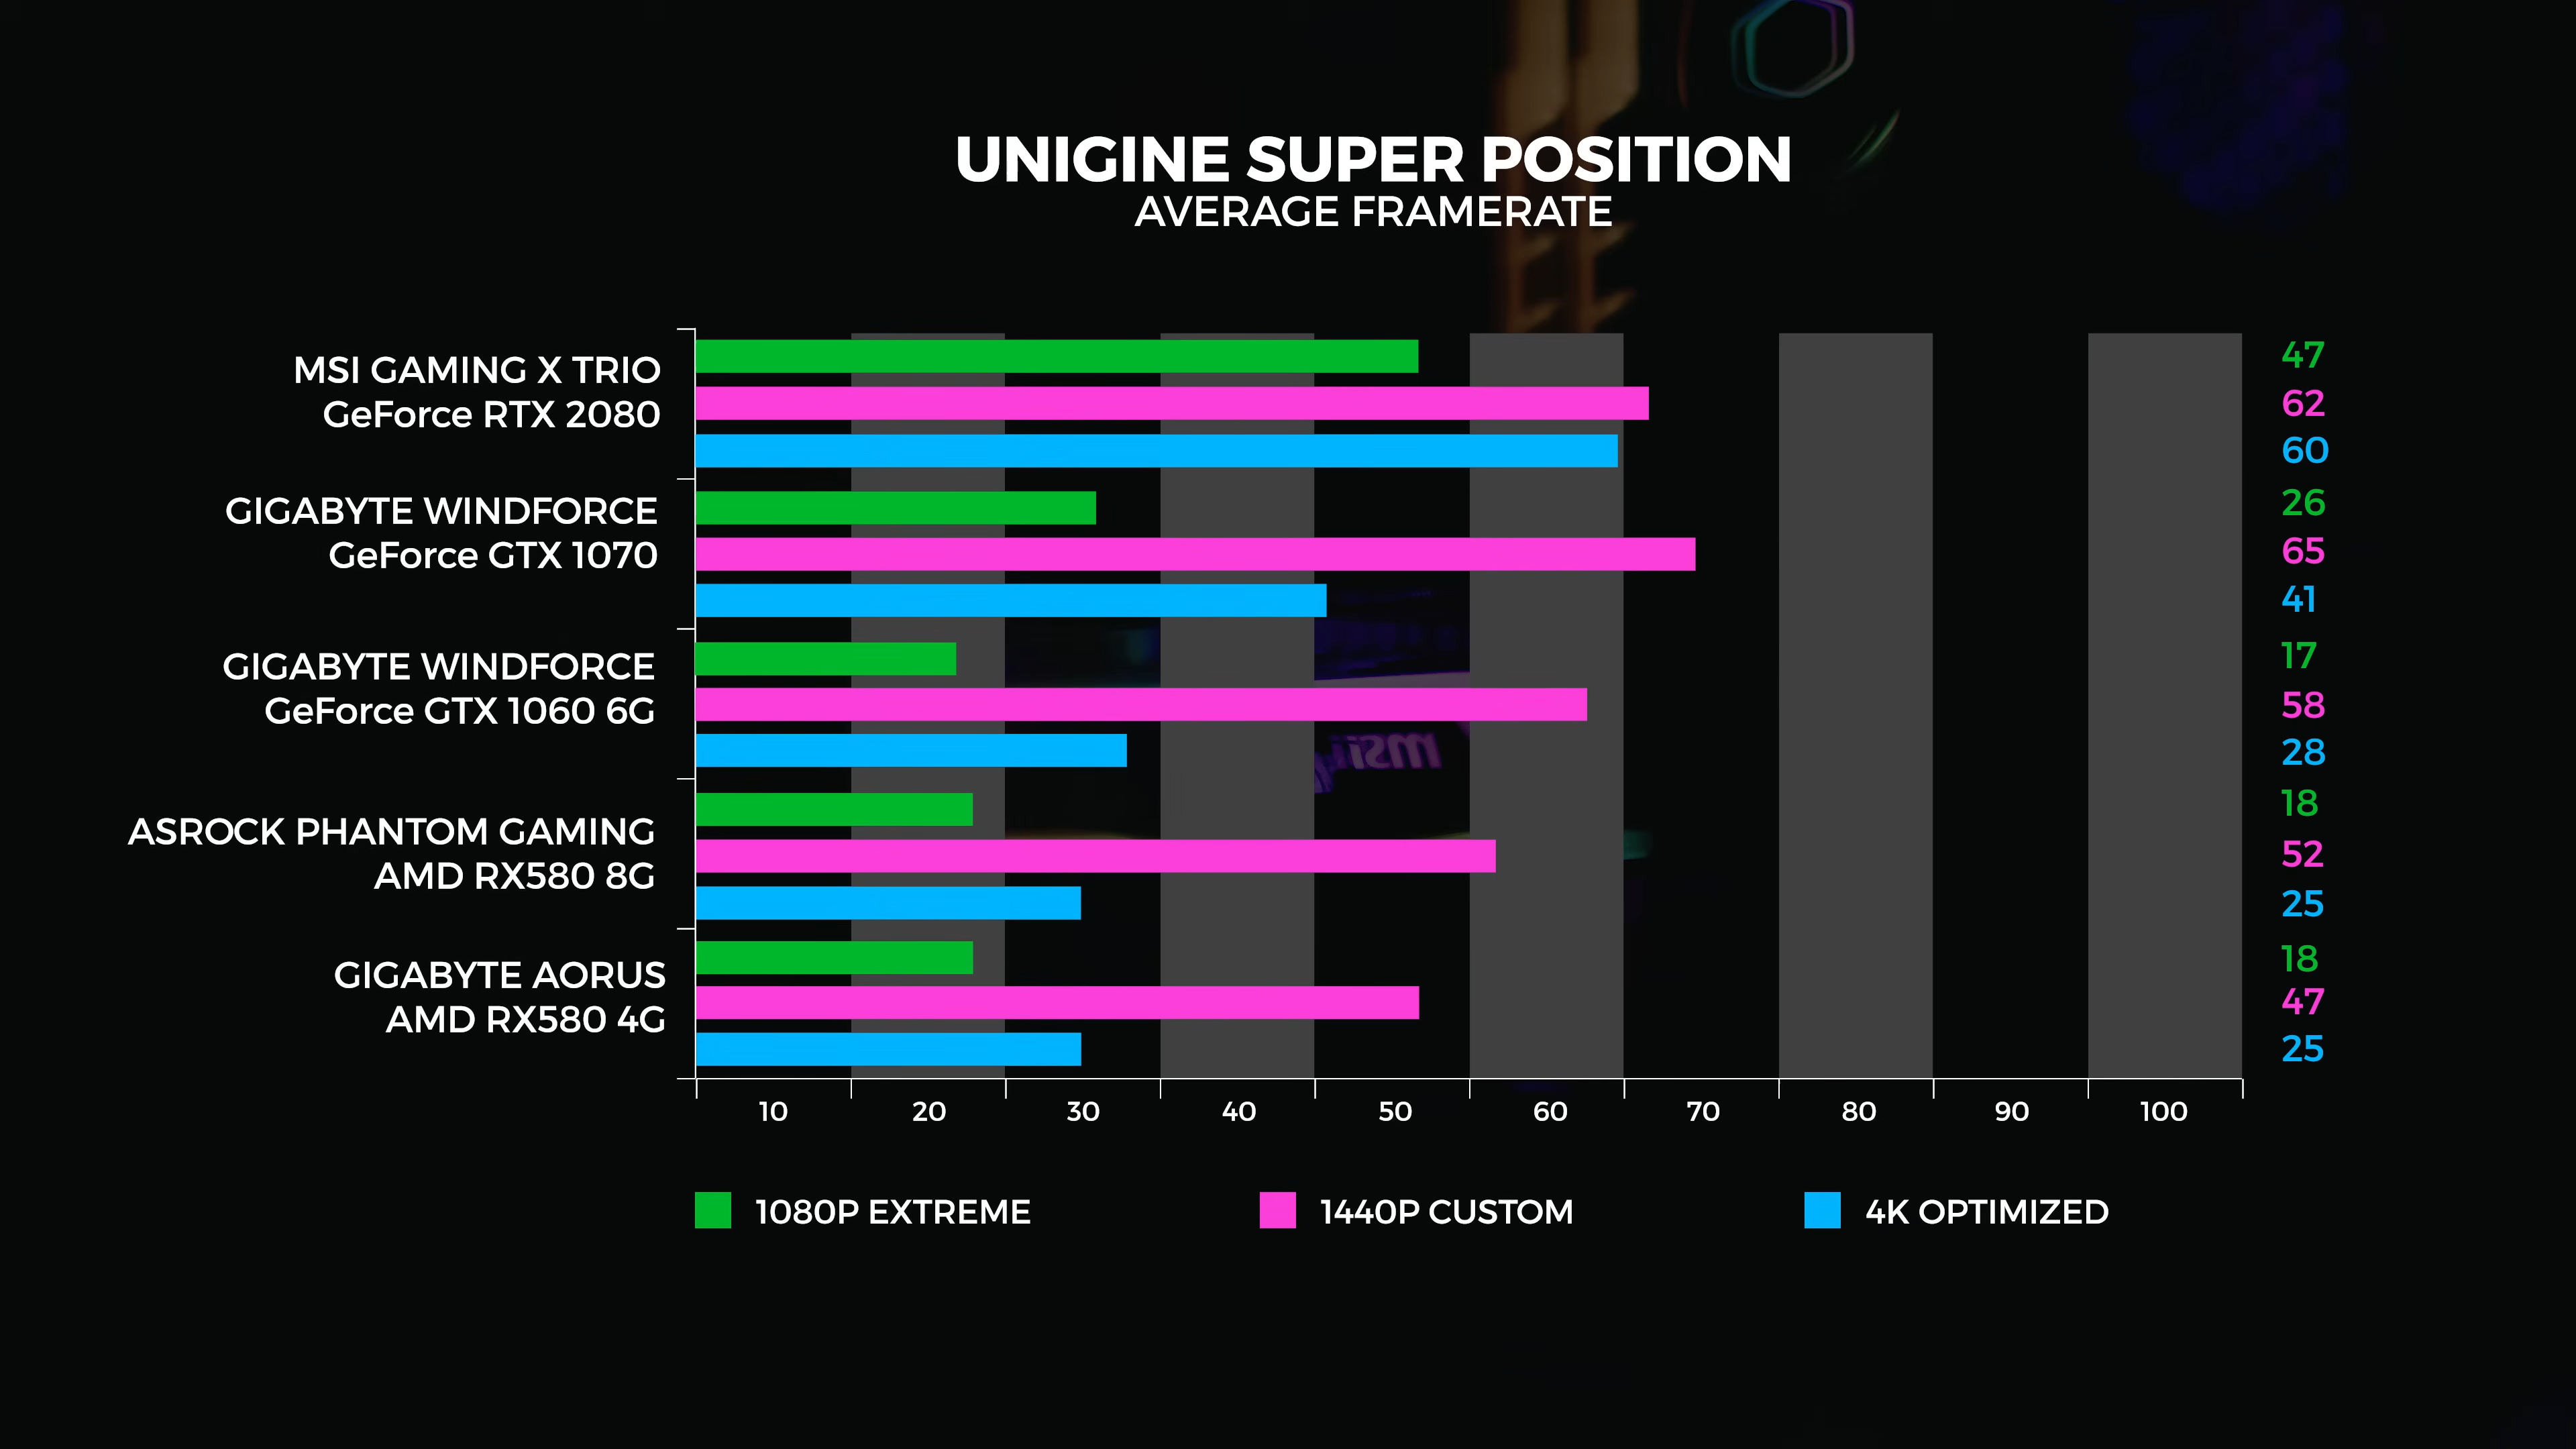 UNIGINE SUPER POSITION
AVERAGE FRAMERATE
MSI GAMING X TRIO
GeForce RTX 2080
47
62
60
GIGABYTE WINDFORCE
GeForce GTX 1070
26
65
41
GIGABYTE WINDFORCE
GeForce GTX 1060 6G
17
58
28
msi
ASROCK PHANTOM GAMING
AMD RX580 8G
18
52
25
GIGABYTE AORUS
AMD RX580 4G
18
47
25
10 20 30 40 50 60 70 80 90 100
1080P EXTREME 1440P CUSTOM 4K OPTIMIZED